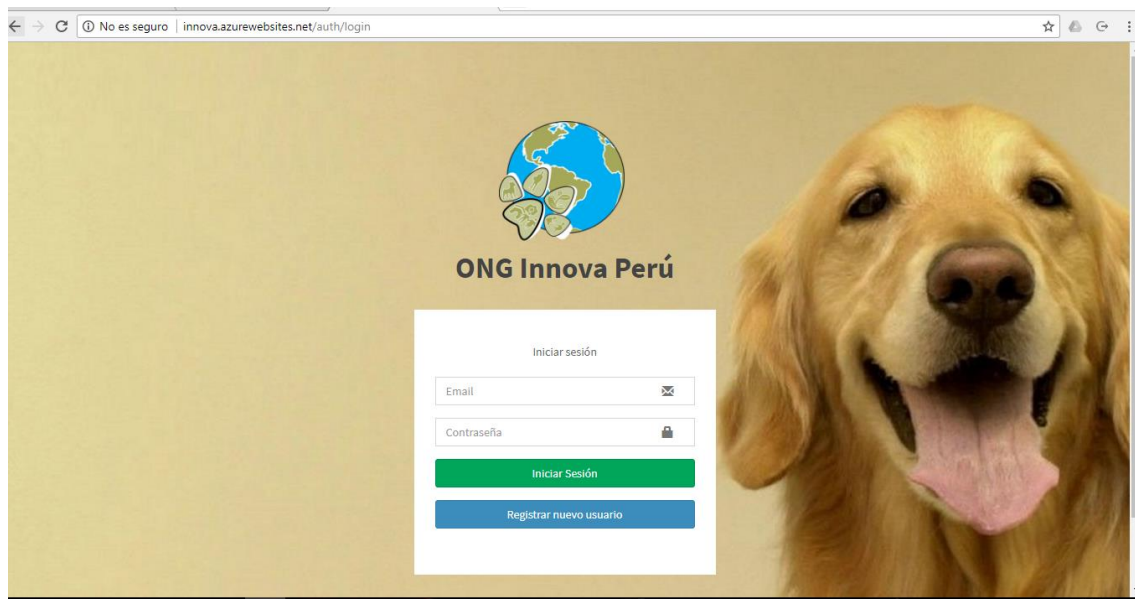 No es seguro | innova.azurewebsites.net/auth/login
ONG Innova Perú
Iniciar sesión
Email
Contraseña
Iniciar Sesión
Registrar nuevo usuario